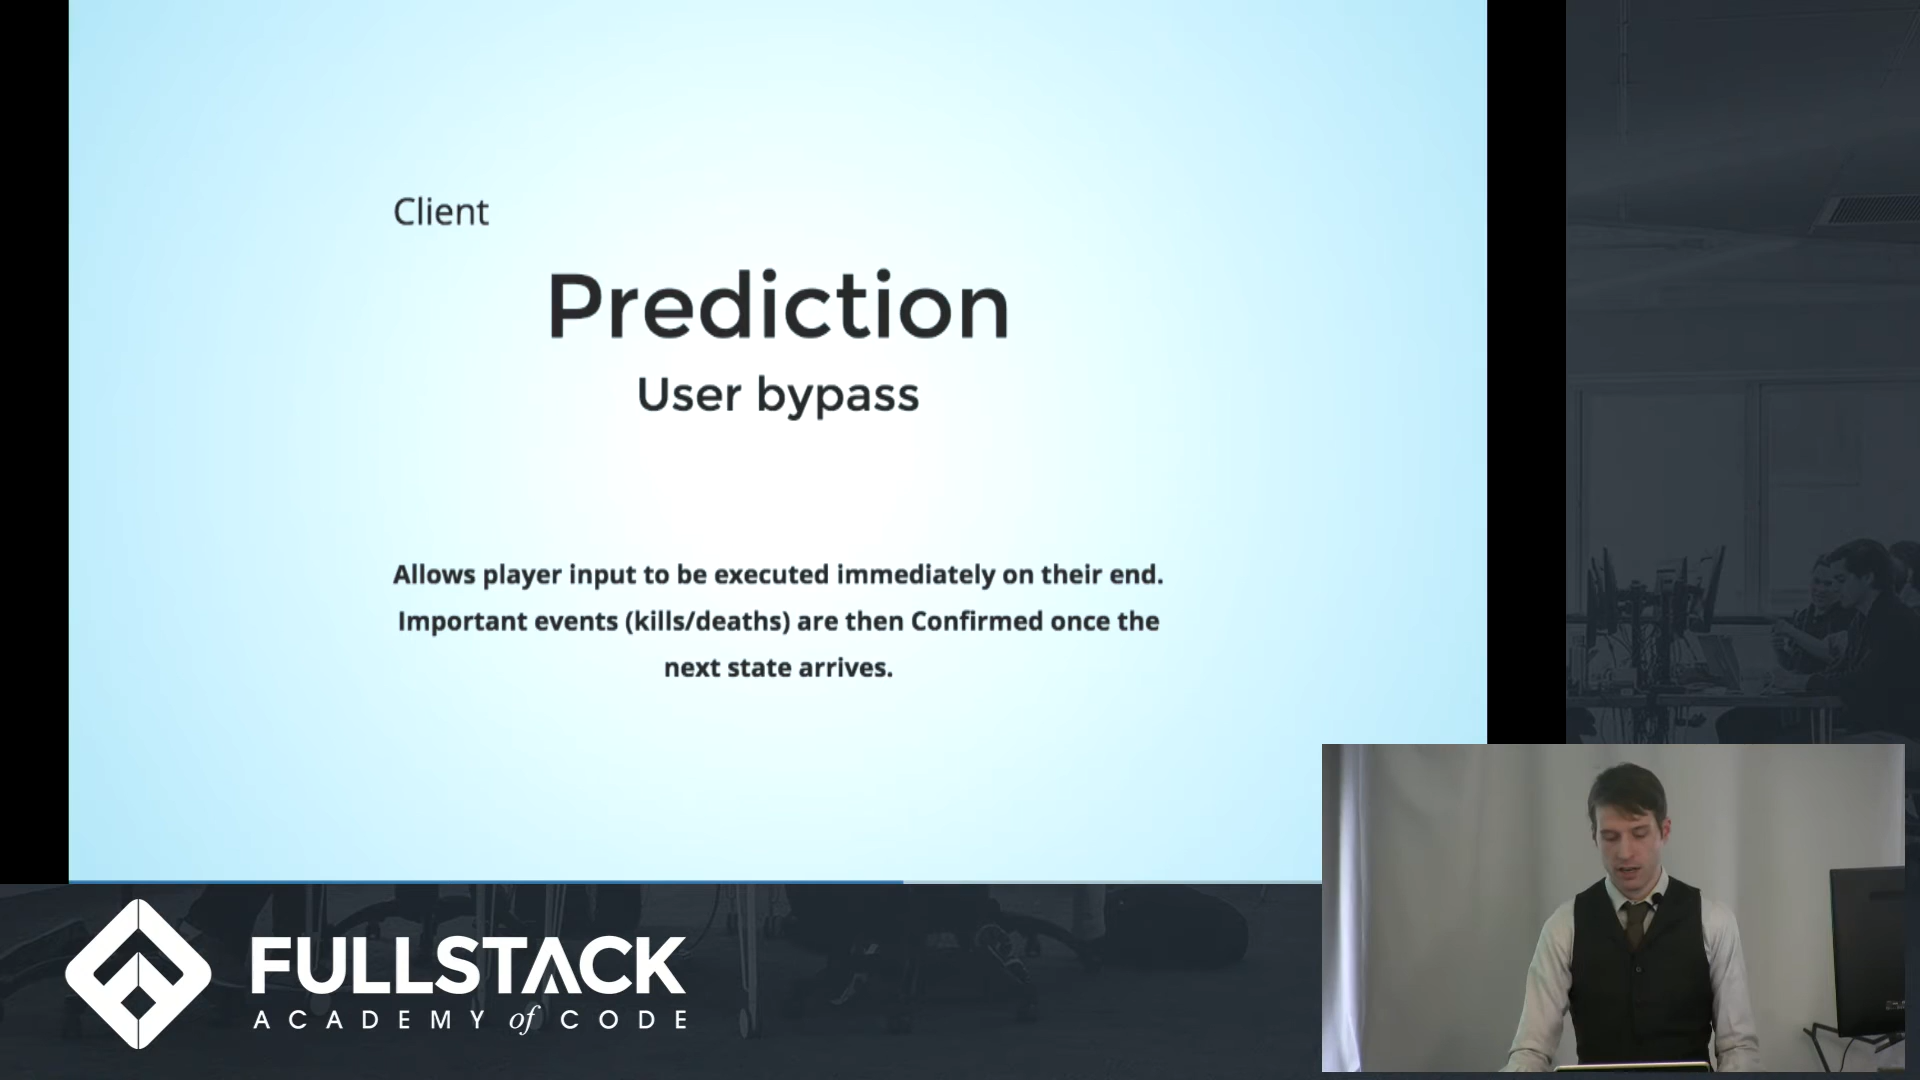 Client
Prediction
User bypass
Allows player input to be executed immediately on their end.
Important events (kills/deaths) are then Confirmed once the
next state arrives.
FULLSTACK
ACADEMY of CODE